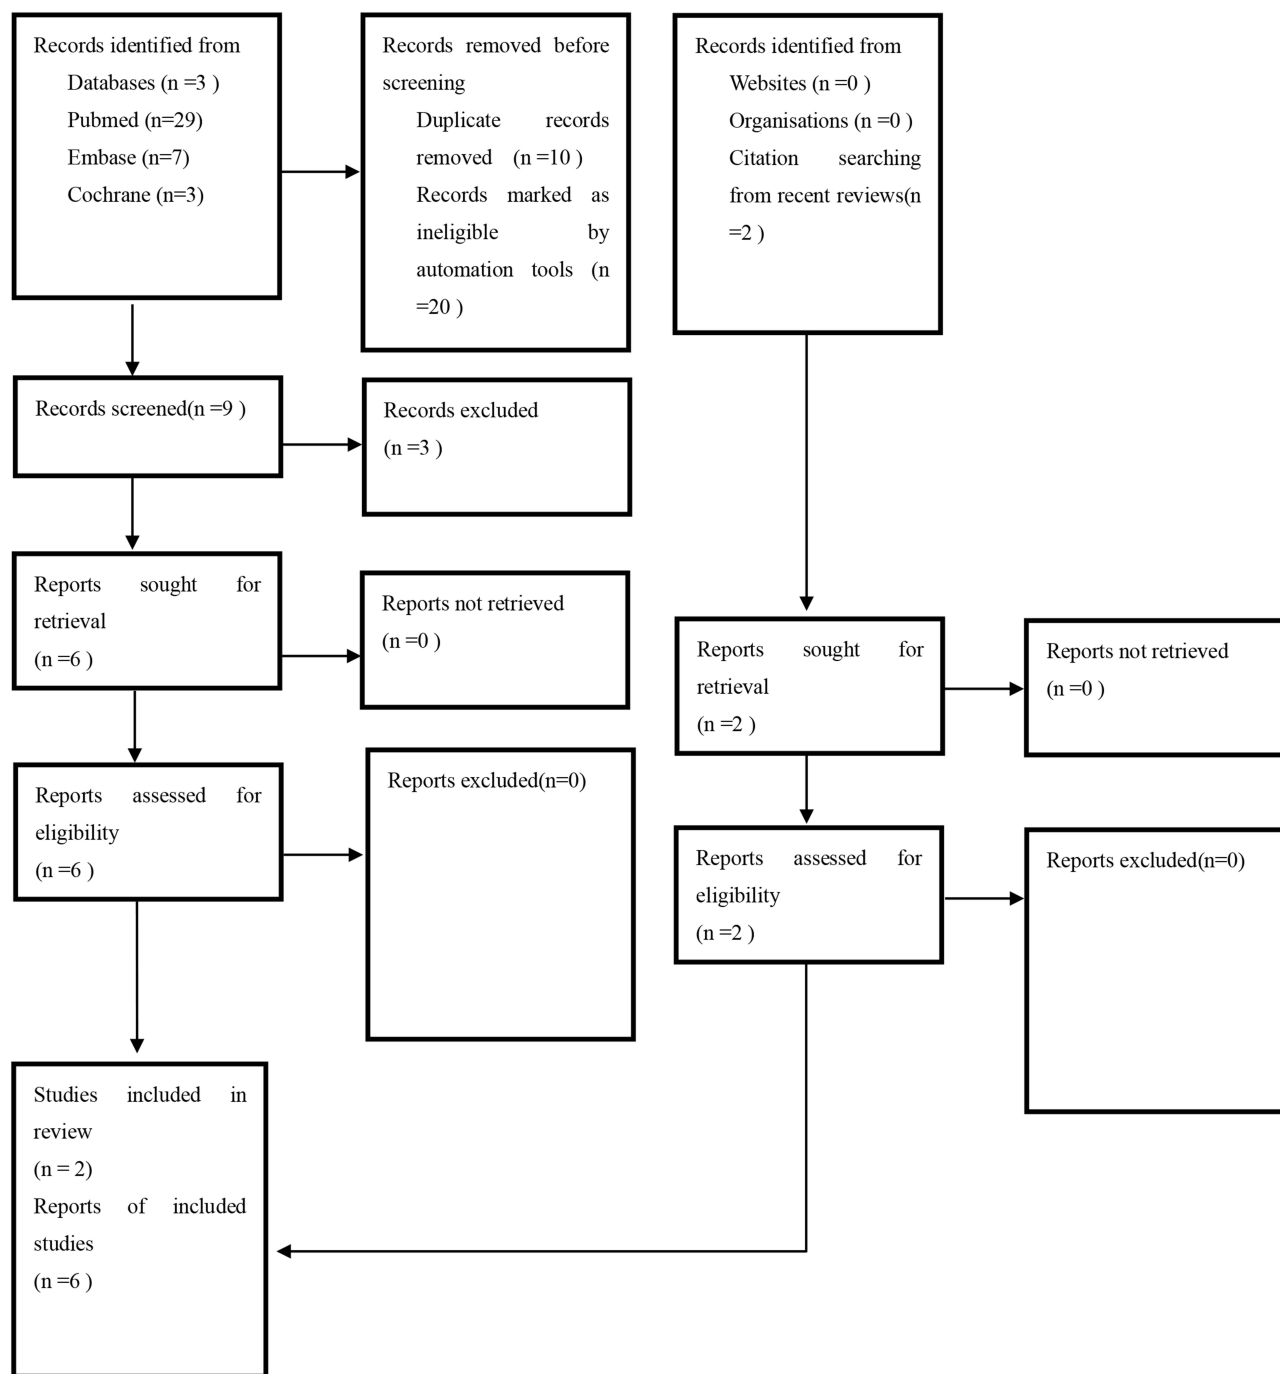 Records identified from
Databases (n =3 )
Pubmed (n=29)
Embase (n=7)
Cochrane (n=3)
Records removed before
screening
Duplicate records
removed (n =10 )
Records marked as
ineligible by
automation tools (n
=20 )
Records identified from
Websites (n =0 )
Organisations (n =0 )
Citation searching
from recent reviews(n
=2 )
Records screened(n =9 )
Records excluded
(n =3 )
Reports sought for
retrieval
(n =6 )
Reports not retrieved
(n =0 )
Reports sought for
retrieval
(n =2 )
Reports not retrieved
(n =0 )
Reports assessed for
eligibility
(n =6 )
Reports excluded(n=0)
Reports assessed for
eligibility
(n =2 )
Reports excluded(n=0)
Studies included in
review
(n = 2)
Reports of included
studies
(n =6 )